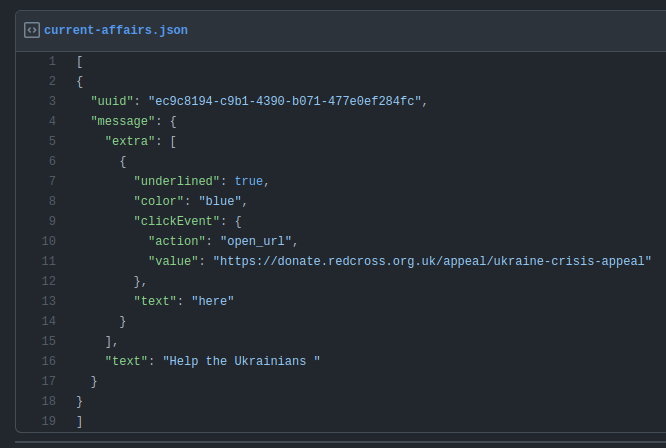 current-affairs.json
1 [
2 {
3   "uuid": "ec9c8194-c9b1-4390-b071-477e0ef284fc",
4   "message": {
5     "extra": [
6       {
7         "underlined": true,
8         "color": "blue",
9         "clickEvent": {
10           "action": "open_url",
11           "value": "https://donate.redcross.org.uk/appeal/ukraine-crisis-appeal"
12         },
13         "text": "here"
14       }
15     ],
16     "text": "Help the Ukrainians "
17   }
18 }
19 ]